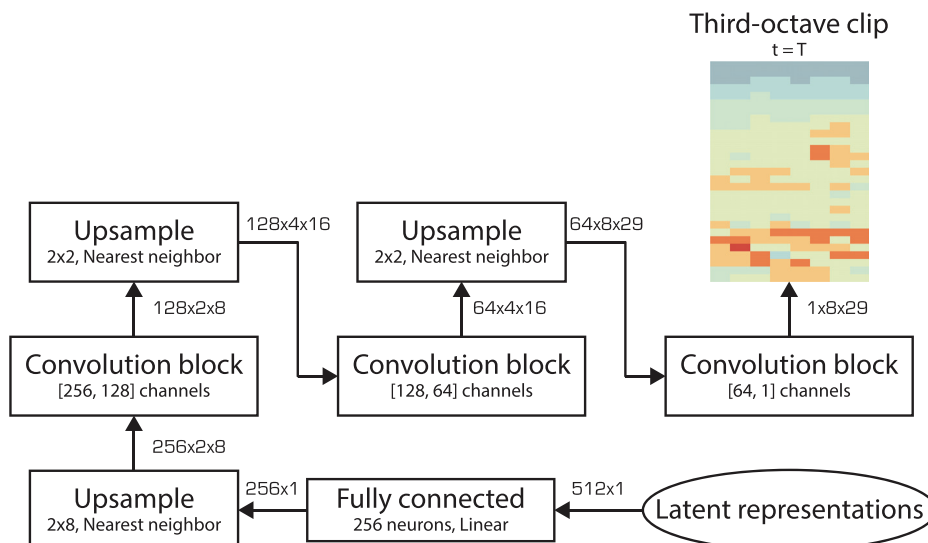 Third-octave clip
t = T
Upsample
2x2, Nearest neighbor
128x4x16
Upsample
2x2, Nearest neighbor
64x8x29
128x2x8
64x4x16
1x8x29
Convolution block
[256, 128] channels
Convolution block
[128, 64] channels
Convolution block
[64, 1] channels
256x2x8
Upsample
2x8, Nearest neighbor
256x1
Fully connected
256 neurons, Linear
512x1
Latent representations